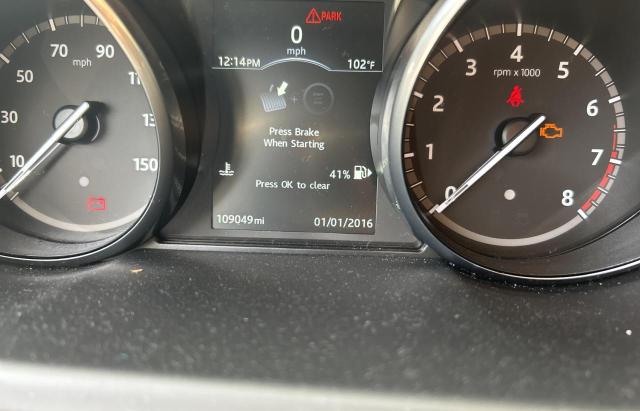 PARK
0
mph
12:14PM 102°F
Press Brake
When Starting
41%
Press OK to clear
109049mi 01/01/2016
10
30
50
70
90
mph
150
0
1
2
3
4
5
6
7
8
rpm x 1000